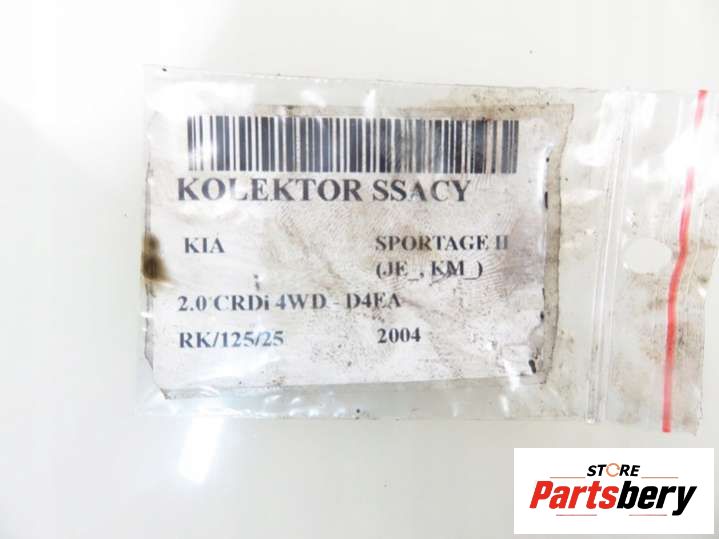 KOLEKTOR SSACY
KIA SPORTAGE II
(JE_, KM_)
2.0 CRDi 4WD - D4EA
RK/125/25 2004
STORE
Partsbery